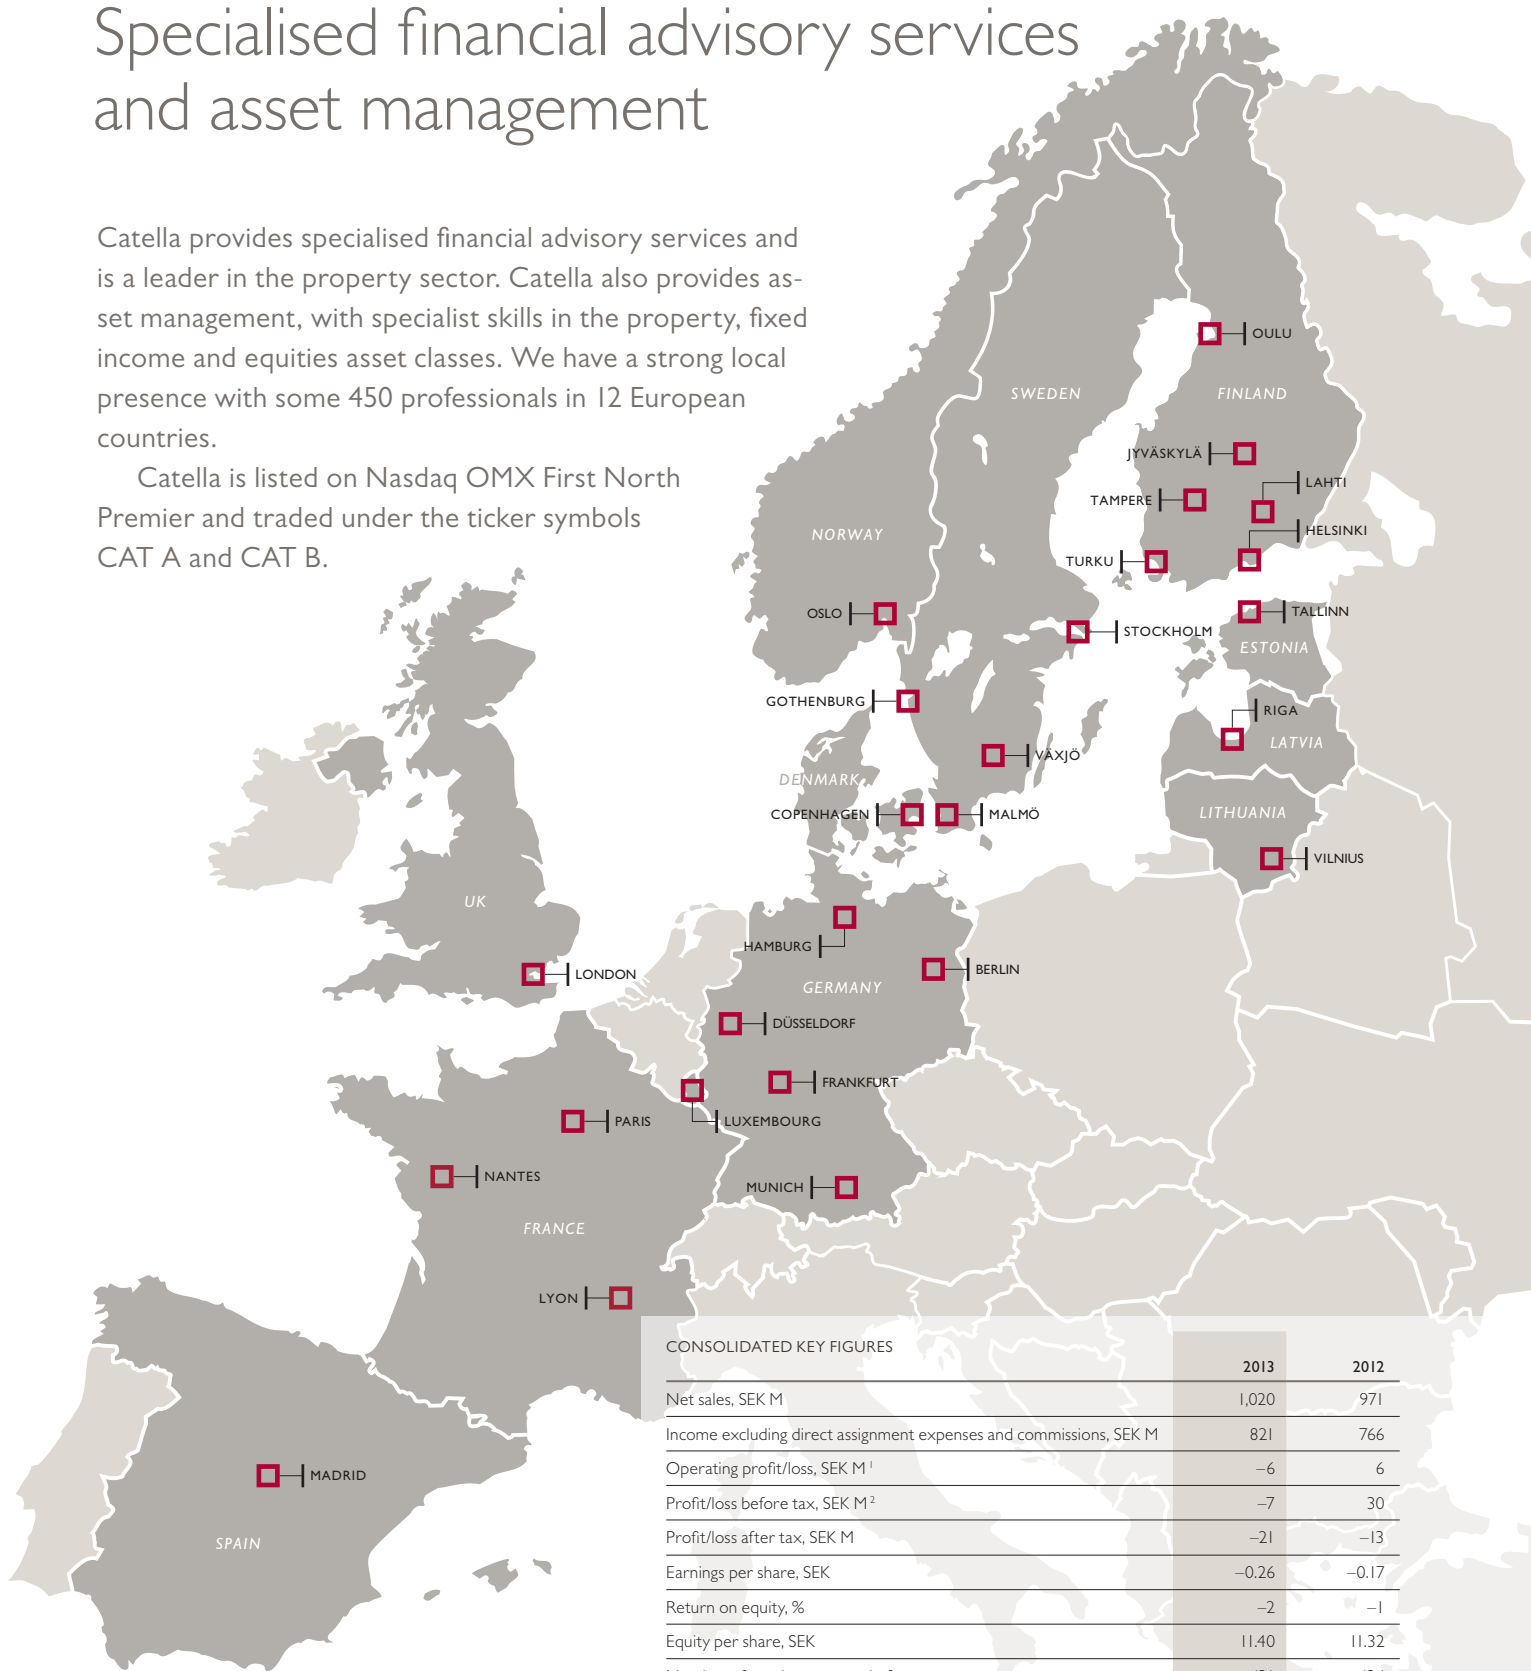 Specialised financial advisory services
and asset management
Catella provides specialised financial advisory services and
is a leader in the property sector. Catella also provides as-
set management, with specialist skills in the property, fixed
income and equities asset classes. We have a strong local
presence with some 450 professionals in 12 European
countries.
Catella is listed on Nasdaq OMX First North
Premier and traded under the ticker symbols
CAT A and CAT B.
OULU
SWEDEN
FINLAND
JYVÄSKYLÄ
LAHTI
TAMPERE
NORWAY
HELSINKI
TURKU
OSLO
TALLINN
STOCKHOLM
ESTONIA
GOTHENBURG
RIGA
LATVIA
VÄXJÖ
DENMARK
COPENHAGEN
MALMÖ
LITHUANIA
VILNIUS
UK
HAMBURG
LONDON
BERLIN
GERMANY
DÜSSELDORF
FRANKFURT
PARIS
LUXEMBOURG
NANTES
MUNICH
FRANCE
LYON
CONSOLIDATED KEY FIGURES
2013 2012
Net sales, SEK M 1,020 971
Income excluding direct assignment expenses and commissions, SEK M 821 766
Operating profit/loss, SEK M 1 –6 6
Profit/loss before tax, SEK M 2 –7 30
Profit/loss after tax, SEK M –21 –13
Earnings per share, SEK –0.26 –0.17
Return on equity, % –2 –1
Equity per share, SEK 11.40 11.32
MADRID
SPAIN